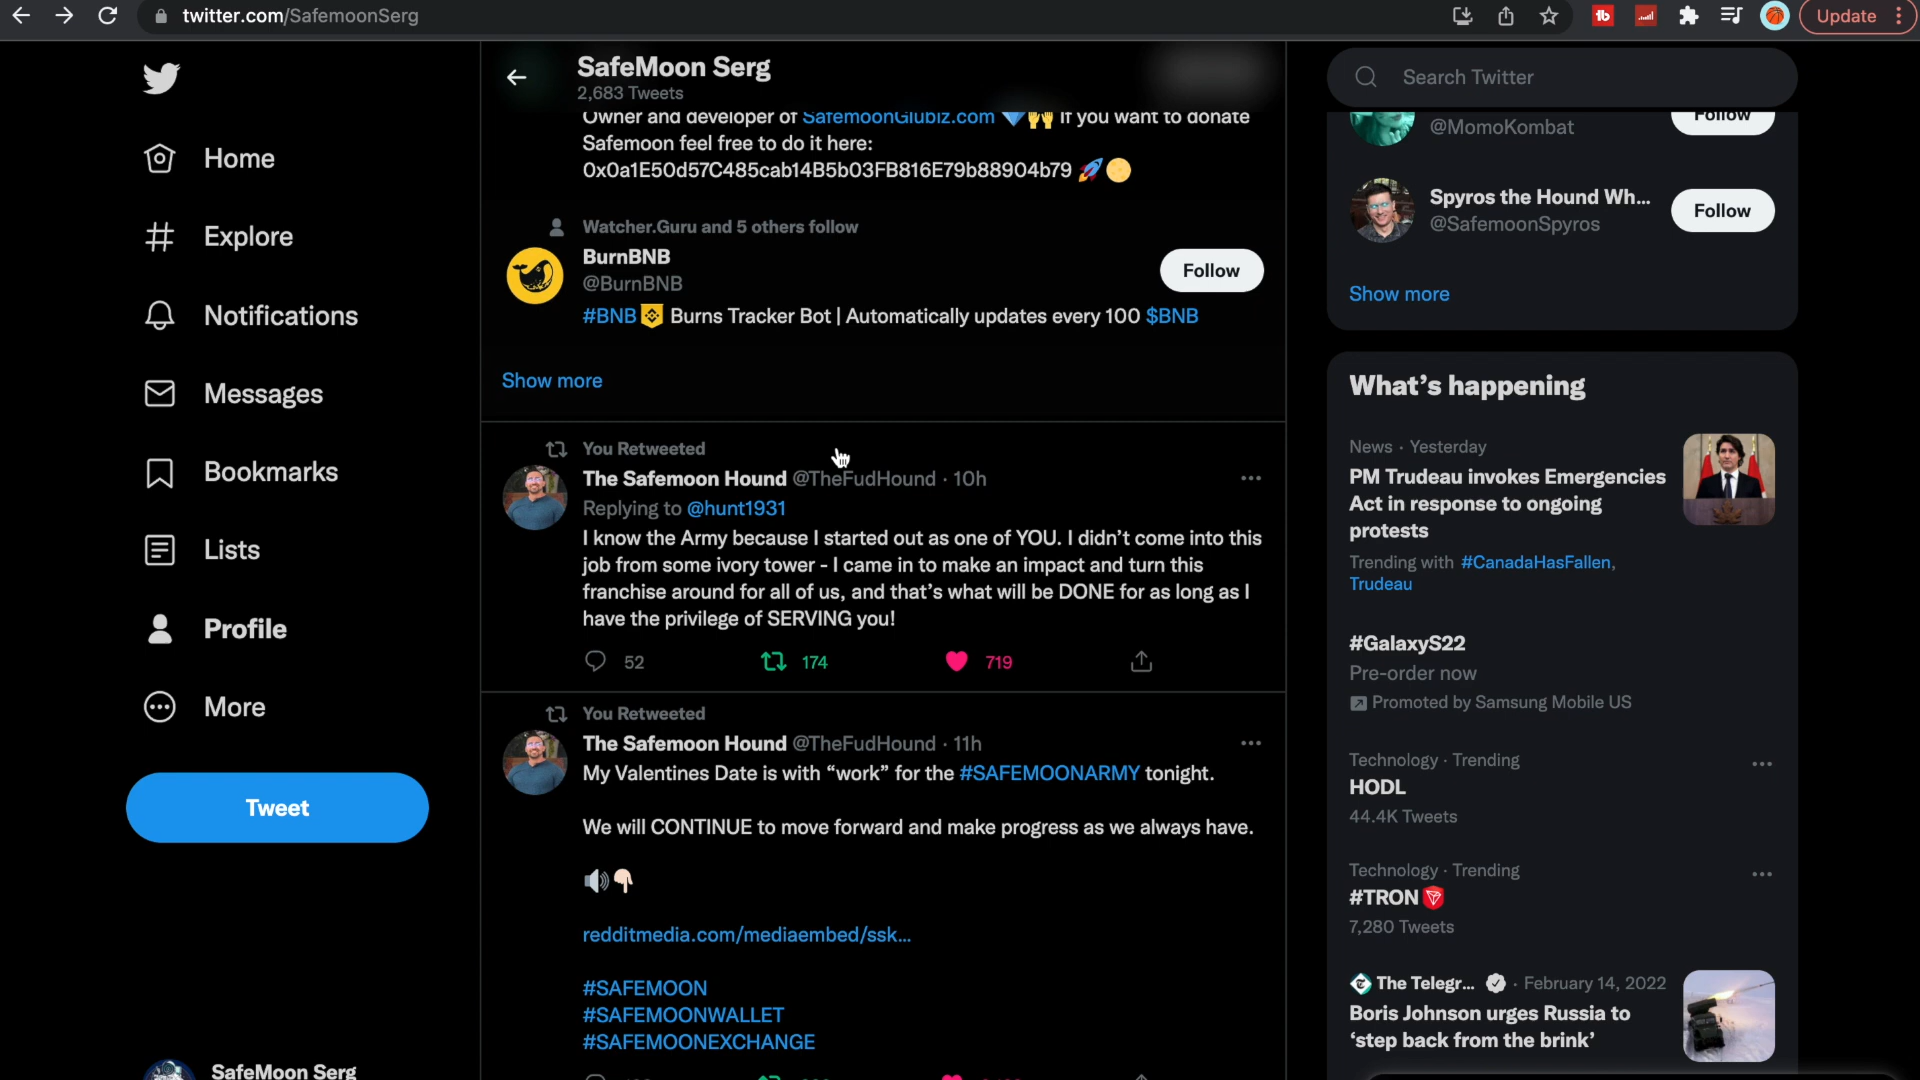 twitter.com/SafemoonSerg
Update
SafeMoon Serg
2,683 Tweets
Owner and developer of SafemoonGlubiz.com 💎🙌 If you want to donate
Safemoon feel free to do it here:
0x0a1E50d57C485cab14B5b03FB816E79b88904b79 🚀🌕
Watcher.Guru and 5 others follow
BurnBNB
@BurnBNB
Follow
#BNB Burns Tracker Bot | Automatically updates every 100 $BNB
Show more
You Retweeted
The Safemoon Hound @TheFudHound · 10h
Replying to @hunt1931
I know the Army because I started out as one of YOU. I didn’t come into this
job from some ivory tower - I came in to make an impact and turn this
franchise around for all of us, and that’s what will be DONE for as long as I
have the privilege of SERVING you!
52
174
719
You Retweeted
The Safemoon Hound @TheFudHound · 11h
My Valentines Date is with “work” for the #SAFEMOONARMY tonight.
We will CONTINUE to move forward and make progress as we always have.
🔊👇🏻
redditmedia.com/mediaembed/ssk...
#SAFEMOON
#SAFEMOONWALLET
#SAFEMOONEXCHANGE
Home
Explore
Notifications
Messages
Bookmarks
Lists
Profile
More
Tweet
SafeMoon Serg
Search Twitter
@MomoKombat
Follow
Spyros the Hound Wh...
@SafemoonSpyros
Follow
Show more
What’s happening
News · Yesterday
PM Trudeau invokes Emergencies
Act in response to ongoing
protests
Trending with #CanadaHasFallen,
Trudeau
#GalaxyS22
Pre-order now
Promoted by Samsung Mobile US
Technology · Trending
HODL
44.4K Tweets
Technology · Trending
#TRON
7,280 Tweets
The Telegr... · February 14, 2022
Boris Johnson urges Russia to
‘step back from the brink’